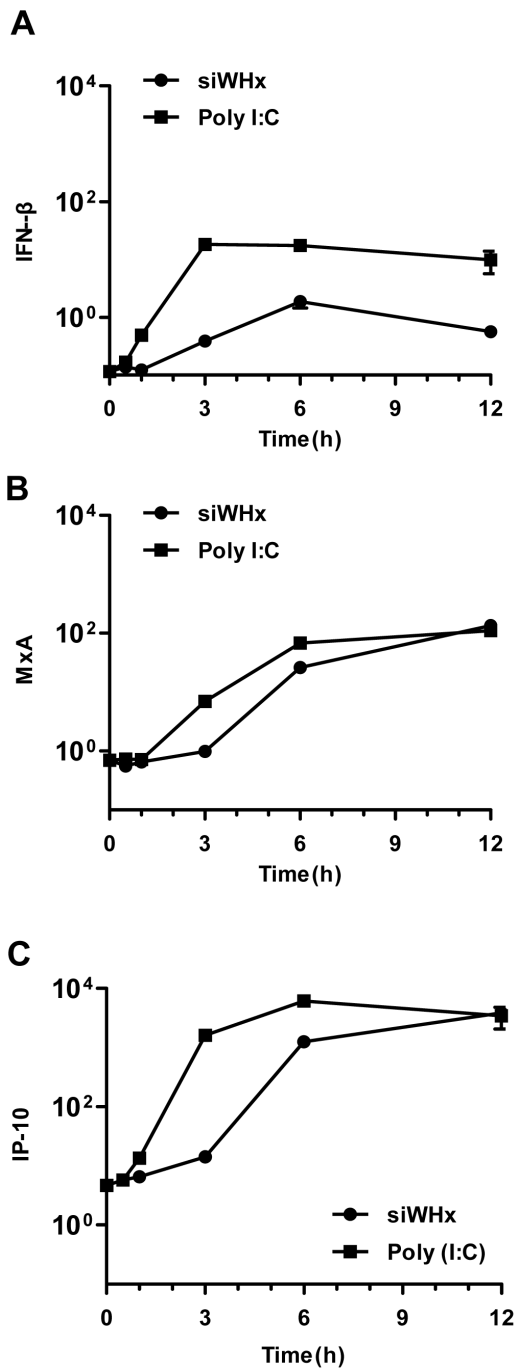 A
siWHx
Poly I:C
10⁴
10²
10⁰
IFN--β
0 3 6 9 12
Time(h)
B
siWHx
Poly I:C
10⁴
10²
10⁰
MxA
0 3 6 9 12
Time(h)
C
10⁴
10²
10⁰
IP-10
siWHx
Poly (I:C)
0 3 6 9 12
Time(h)